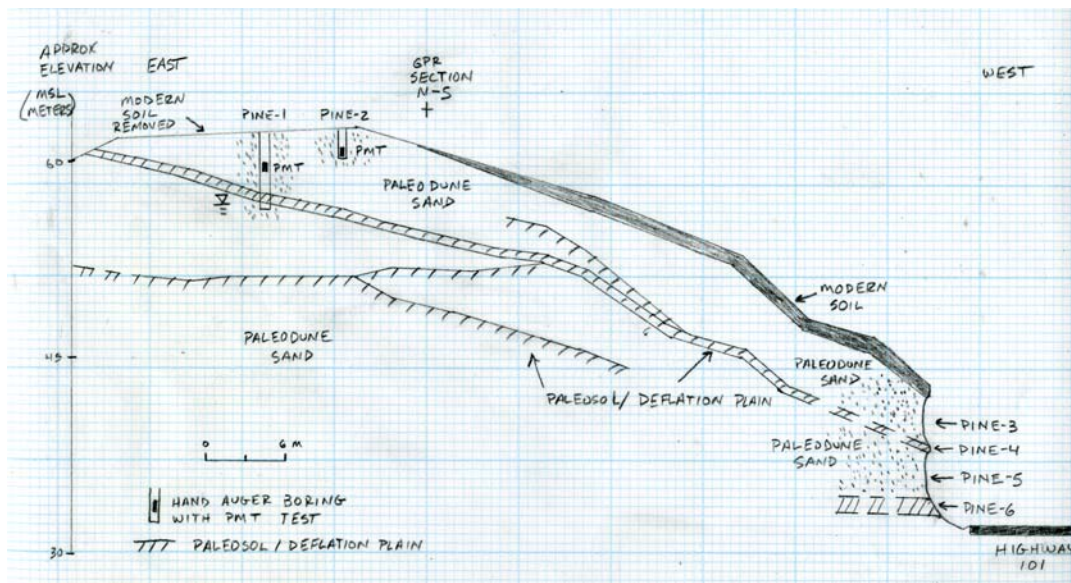 APPROX
ELEVATION
(MSL
METERS)
EAST
GPR
SECTION
N-S
WEST
MODERN
SOIL
REMOVED
PINE-1
PINE-2
60
PMT
PMT
PALEODUNE
SAND
MODERN
SOIL
PALEODUNE
SAND
45
PALEODUNE
SAND
PALEOSOL/DEFLATION PLAIN
PINE-3
PINE-4
PALEODUNE
SAND
PINE-5
PINE-6
0 6 M
HAND AUGER BORING
WITH PMT TEST
PALEOSOL/DEFLATION PLAIN
30
HIGHWAY
101